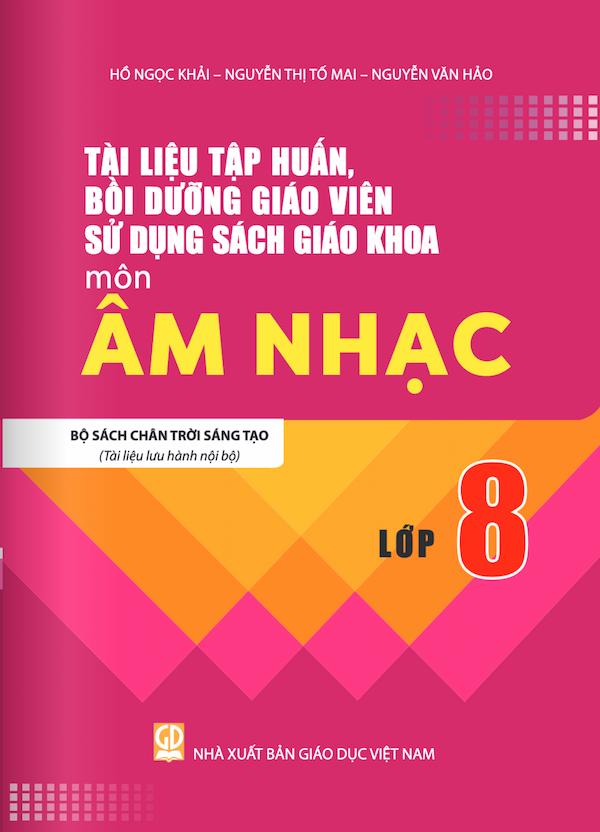 HỒ NGỌC KHẢI – NGUYỄN THỊ TỐ MAI – NGUYỄN VĂN HẢO
TÀI LIỆU TẬP HUẤN,
BỒI DƯỠNG GIÁO VIÊN
SỬ DỤNG SÁCH GIÁO KHOA
môn
ÂM NHẠC
BỘ SÁCH CHÂN TRỜI SÁNG TẠO
(Tài liệu lưu hành nội bộ)
LỚP 8
GD
NHÀ XUẤT BẢN GIÁO DỤC VIỆT NAM